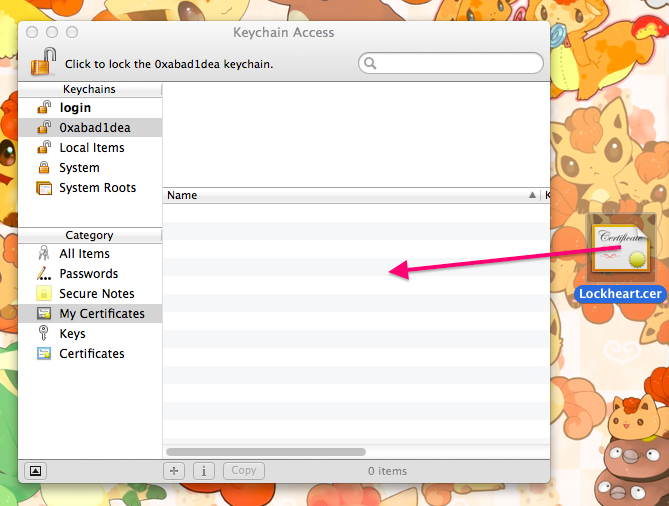 Keychain Access
Click to lock the 0xabad1dea keychain.
Keychains
login
0xabad1dea
Local Items
System
System Roots
Name
K
Category
All Items
Passwords
Secure Notes
My Certificates
Keys
Certificates
Certificate
Lockheart.cer
Copy
0 items